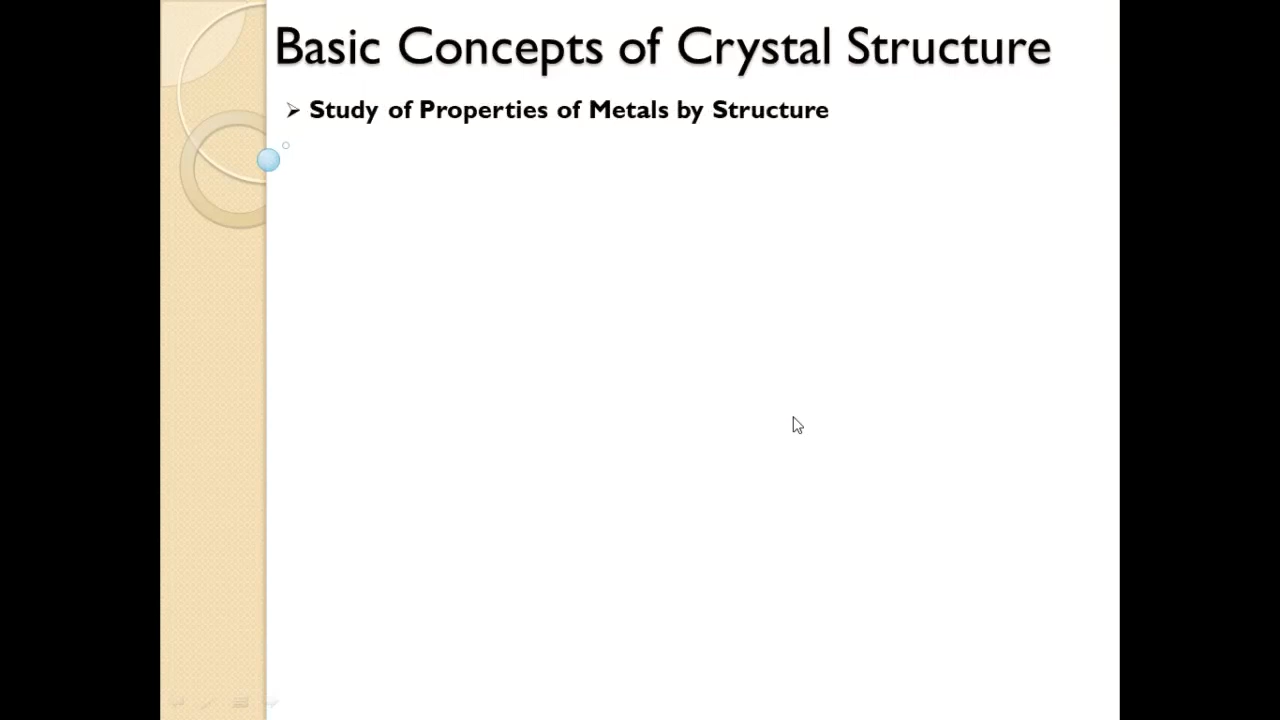 Basic Concepts of Crystal Structure
Study of Properties of Metals by Structure